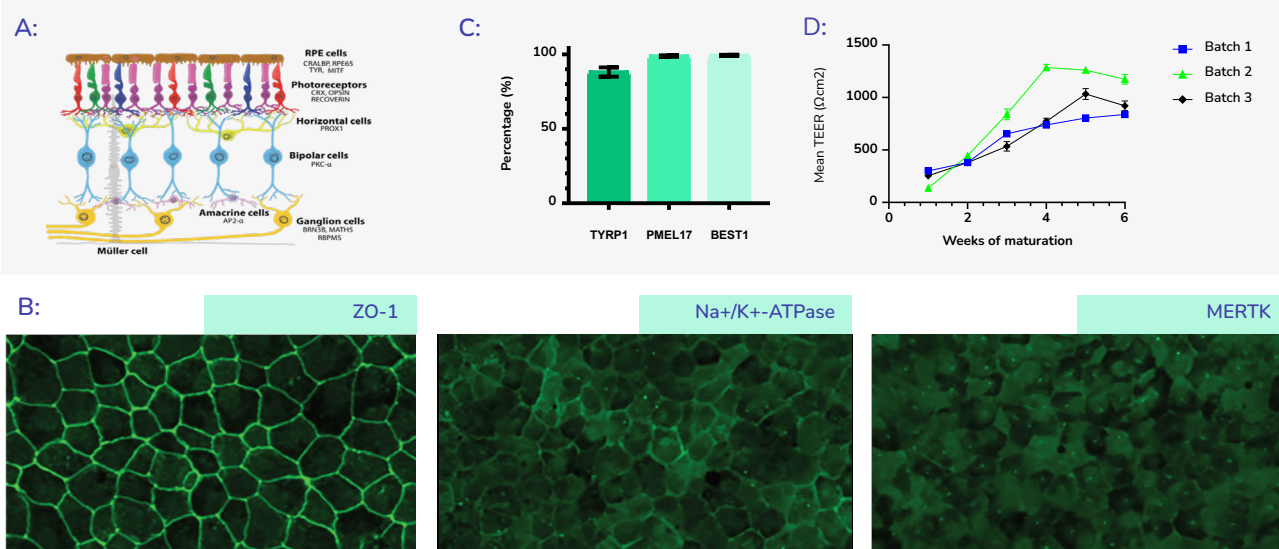 A:
RPE cells
CRALBP, RPE65
TYR, MITF
Photoreceptors
CRX, OPSIN
RECOVERIN
Horizontal cells
PROX1
Bipolar cells
PKC-α
Amacrine cells
AP2-α
Ganglion cells
BRN3B, MATH5
RBPMS
Müller cell
C:
Percentage (%)
100
50
0
TYRP1 PMEL17 BEST1
D:
Mean TEER (Ωcm2)
1500
1000
500
0
0 2 4 6
Weeks of maturation
Batch 1
Batch 2
Batch 3
B:
ZO-1
Na+/K+-ATPase
MERTK